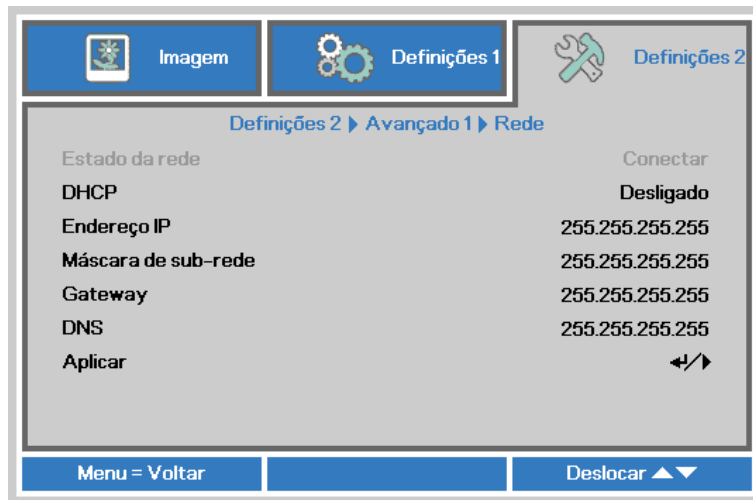 Imagem
Definições 1
Definições 2
Definições 2 ▶ Avançado 1 ▶ Rede
Estado da rede Conectar
DHCP Desligado
Endereço IP 255.255.255.255
Máscara de sub-rede 255.255.255.255
Gateway 255.255.255.255
DNS 255.255.255.255
Aplicar ↵/▶
Menu = Voltar
Deslocar ▲▼